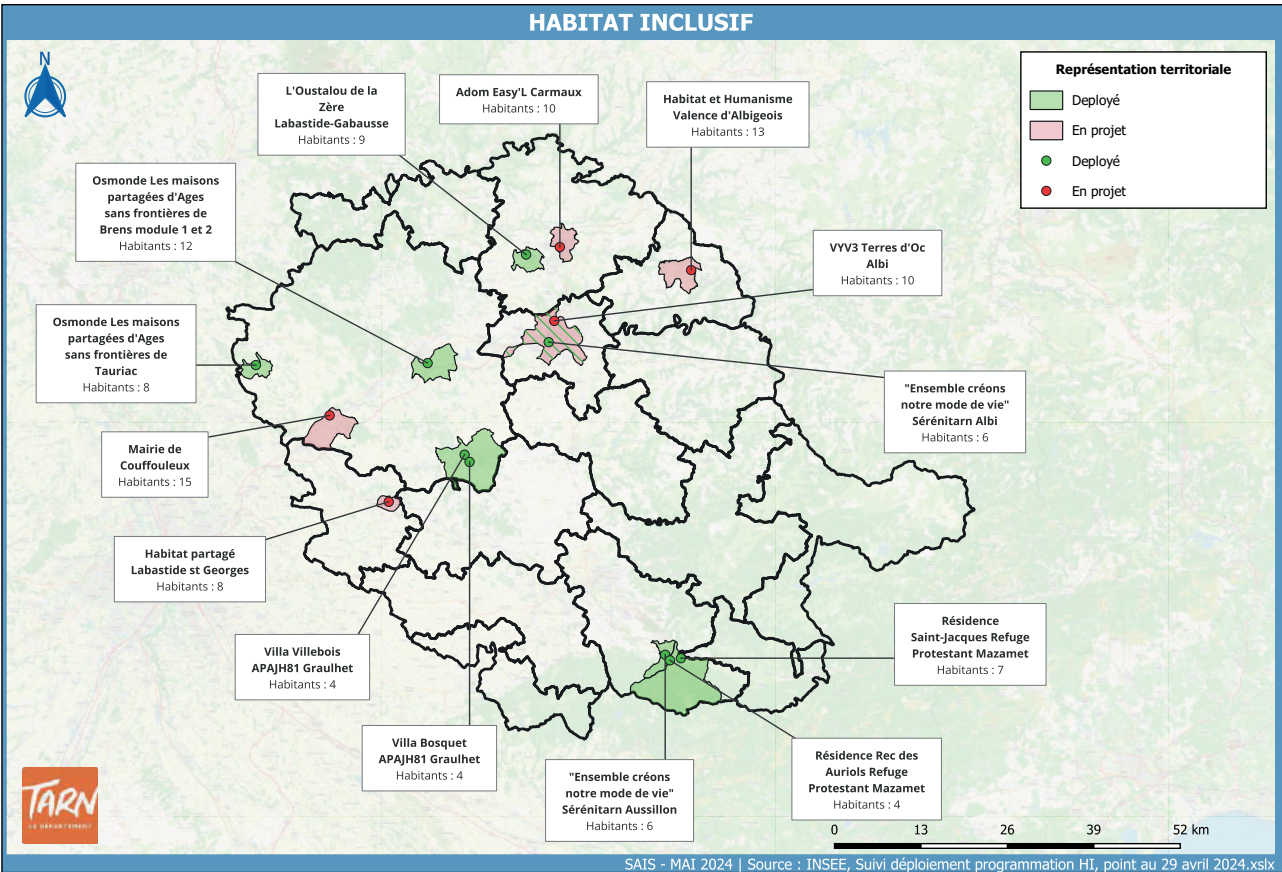 HABITAT INCLUSIF
N
L'Oustalou de la
Zère
Labastide-Gabausse
Habitants : 9
Adom Easy'L Carmaux
Habitants : 10
Habitat et Humanisme
Valence d'Albigeois
Habitants : 13
Représentation territoriale
Deployé
En projet
Deployé
En projet
Osmonde Les maisons
partagées d'Ages
sans frontières de
Brens module 1 et 2
Habitants : 12
VYV3 Terres d'Oc
Albi
Habitants : 10
Osmonde Les maisons
partagées d'Ages
sans frontières de
Tauriac
Habitants : 8
"Ensemble créons
notre mode de vie"
Sérénitarn Albi
Habitants : 6
Mairie de
Couffouleux
Habitants : 15
Habitat partagé
Labastide st Georges
Habitants : 8
Villa Villebois
APAJH81 Graulhet
Habitants : 4
Résidence
Saint-Jacques Refuge
Protestant Mazamet
Habitants : 7
Villa Bosquet
APAJH81 Graulhet
Habitants : 4
"Ensemble créons
notre mode de vie"
Sérénitarn Aussillon
Habitants : 6
Résidence Rec des
Auriols Refuge
Protestant Mazamet
Habitants : 4
TARN
LE DÉPARTEMENT
0 13 26 39 52 km
SAIS - MAI 2024 | Source : INSEE, Suivi déploiement programmation HI, point au 29 avril 2024.xslx